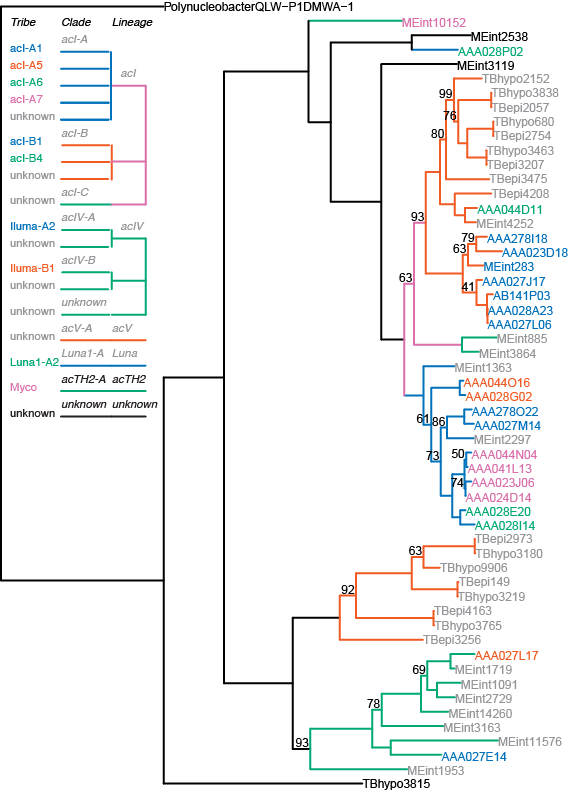 PolynucleobacterQLW-P1DMWA-1
Tribe Clade Lineage
acI-A
acI-A1
acI-A5
acI
acI-A6
acI-A7
unknown
acI-B
acI-B1
acI-B4
unknown
acI-C
unknown
acIV-A
Iluma-A2
acIV
unknown
acIV-B
Iluma-B1
unknown
unknown
acV-A acV
unknown
Luna1-A Luna
Luna1-A2
acTH2-A acTH2
Myco
unknown unknown
unknown
MEint10152
MEint2538
AAA028P02
MEint3119
TBhypo2152
99
TBhypo3838
TBepi2057
76
TBhypo680
80
TBepi2754
TBhypo3463
TBepi3207
TBepi3475
TBepi4208
AAA044D11
93
MEint4252
79
AAA278I18
63
AAA023D18
MEint283
63
AAA027J17
41
AB141P03
AAA028A23
AAA027L06
MEint885
MEint3864
MEint1363
AAA044O16
AAA028G02
61
86
AAA278O22
AAA027M14
MEint2297
73
50
AAA044N04
AAA041L13
74
AAA023J06
AAA024D14
AAA028E20
AAA028I14
TBepi2973
63
TBhypo3180
TBhypo9906
92
TBepi149
TBhypo3219
TBepi4163
TBhypo3765
TBepi3256
AAA027L17
69
MEint1719
MEint1091
MEint2729
78
MEint14260
MEint3163
93
MEint11576
AAA027E14
MEint1953
TBhypo3815